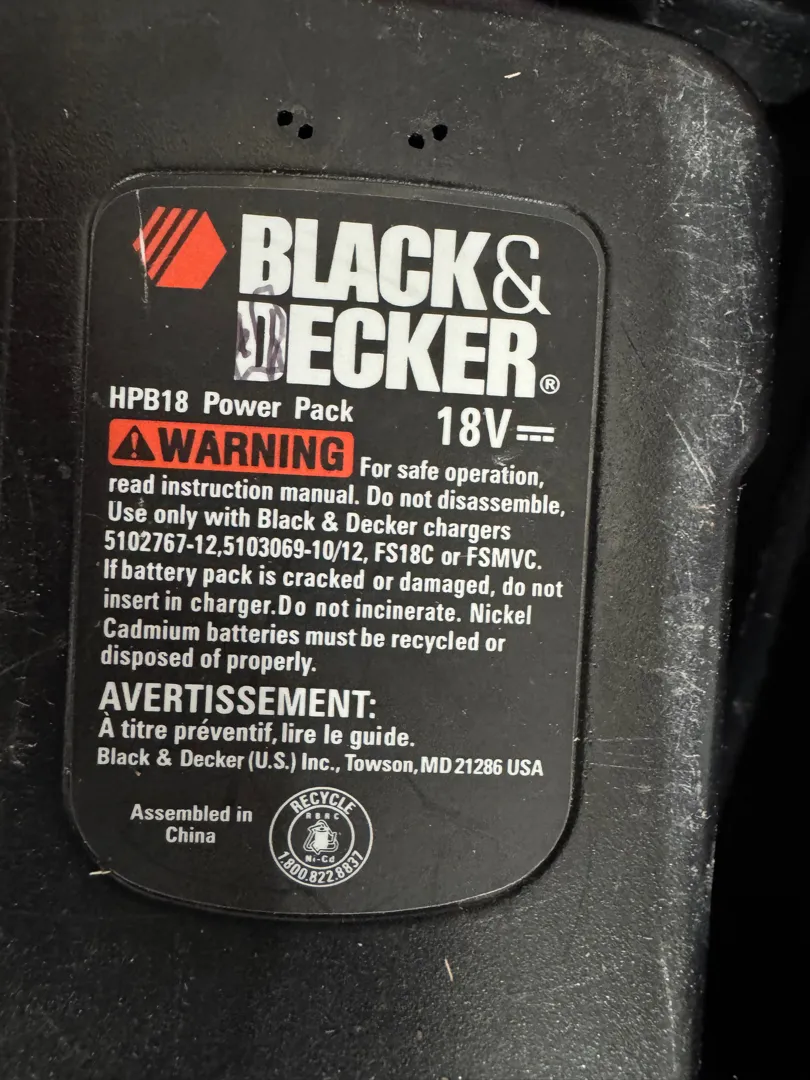 BLACK&
DECKER®
HPB18 Power Pack 18V
WARNING For safe operation,
read instruction manual. Do not disassemble,
Use only with Black & Decker chargers
5102767-12,5103069-10/12, FS18C or FSMVC.
If battery pack is cracked or damaged, do not
insert in charger.Do not incinerate. Nickel
Cadmium batteries must be recycled or
disposed of properly.
AVERTISSEMENT:
À titre préventif, lire le guide.
Black & Decker (U.S.) Inc., Towson, MD 21286 USA
Assembled in
China
RECYCLE
RBRC
Ni-Cd
1.800.822.8837